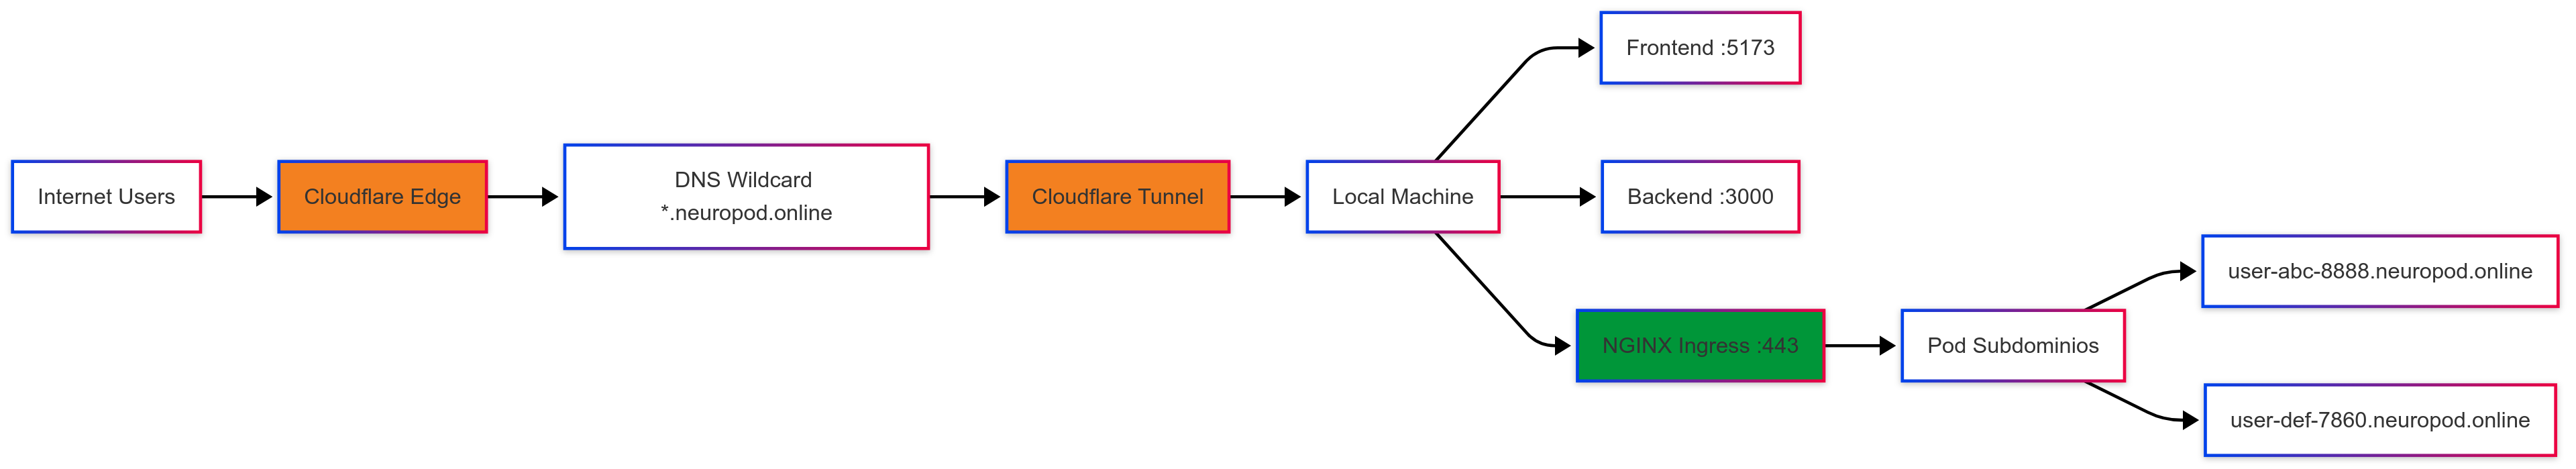 Internet Users
Cloudflare Edge
DNS Wildcard
*.neuropod.online
Cloudflare Tunnel
Local Machine
Frontend :5173
Backend :3000
NGINX Ingress :443
Pod Subdominios
user-abc-8888.neuropod.online
user-def-7860.neuropod.online